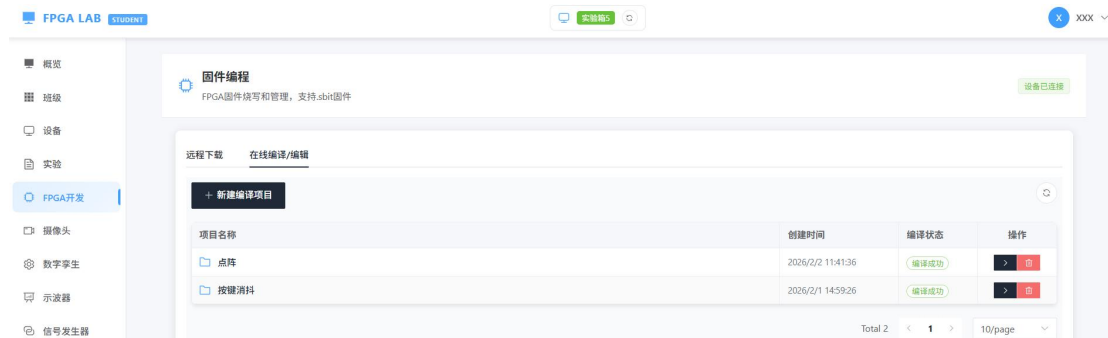 FPGA LAB STUDENT
实验箱5
X XXX
概览
班级
设备
实验
FPGA开发
摄像头
数字孪生
示波器
信号发生器
固件编程
FPGA固件烧写和管理，支持.sbit固件
设备已连接
远程下载 在线编译/编辑
+ 新建编译项目
项目名称 创建时间 编译状态 操作
点阵 2026/2/2 11:41:36 编译成功 >
按键消抖 2026/2/1 14:59:26 编译成功 >
Total 2 < 1 > 10/page